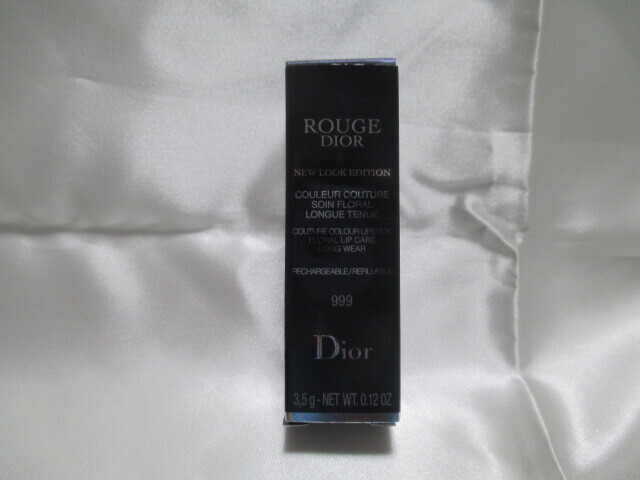 ROUGE
DIOR
NEW LOOK EDITION
COULEUR COUTURE
SOIN FLORAL
LONGUE TENUE
COUTURE COLOUR LIPSTICK
FLORAL LIP CARE
LONG WEAR
RECHARGEABLE/REFILLABLE
999
Dior
3,5 g - NET WT. 0.12 OZ